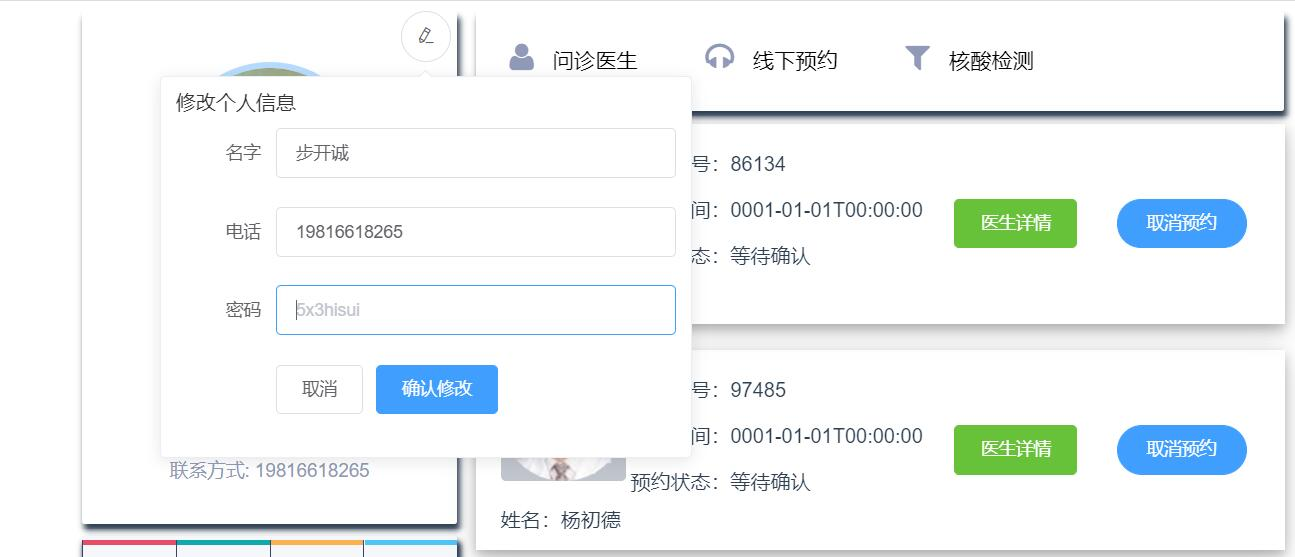 问诊医生 线下预约 核酸检测
修改个人信息
名字 步开诚
电话 19816618265
密码 5x3hisui
取消 确认修改
联系方式: 19816618265
号：86134
间：0001-01-01T00:00:00
态：等待确认
医生详情 取消预约
号：97485
间：0001-01-01T00:00:00
预约状态：等待确认
姓名：杨初德
医生详情 取消预约